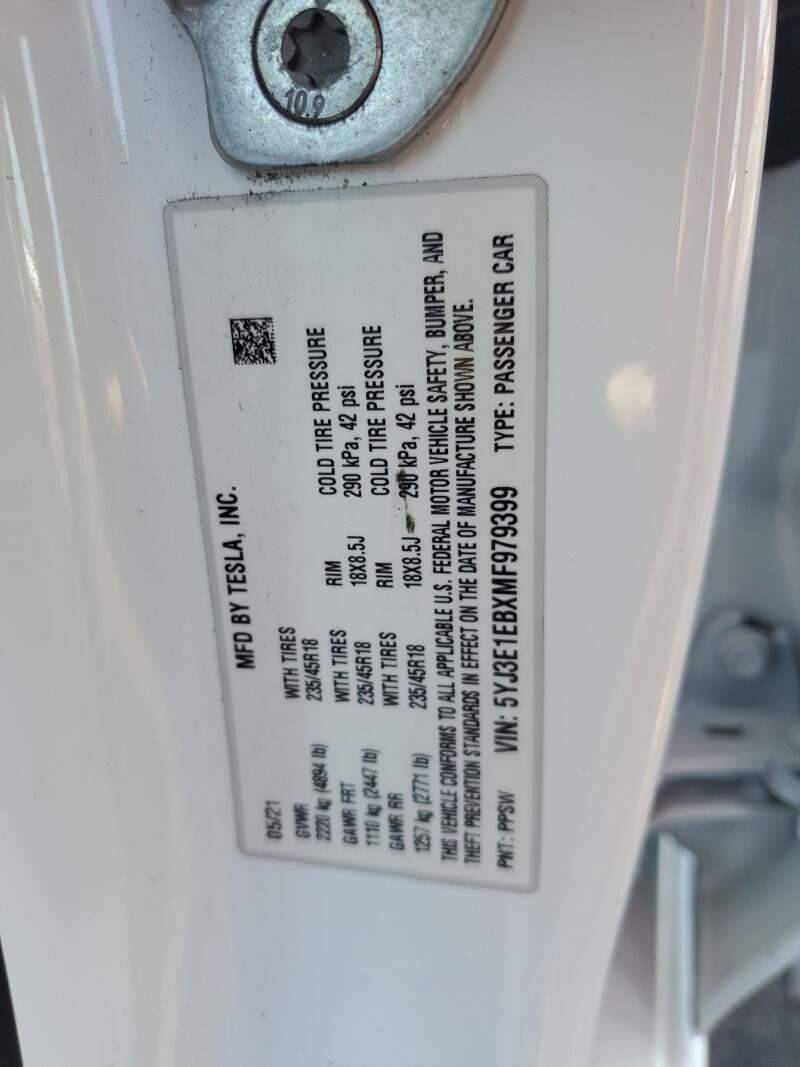 10.9
MFD BY TESLA, INC.
05/21
GVWR WITH TIRES RIM COLD TIRE PRESSURE
2220 kg (4894 lb) 235/45R18 18X8.5J 290 kPa, 42 psi
GAWR FRT WITH TIRES RIM COLD TIRE PRESSURE
1110 kg (2447 lb) 235/45R18 18X8.5J 290 kPa, 42 psi
GAWR RR WITH TIRES
1257 kg (2771 lb) 235/45R18
THIS VEHICLE CONFORMS TO ALL APPLICABLE U.S. FEDERAL MOTOR VEHICLE SAFETY, BUMPER, AND
THEFT PREVENTION STANDARDS IN EFFECT ON THE DATE OF MANUFACTURE SHOWN ABOVE.
PNT: PPSW VIN: 5YJ3E1EBXMF979399 TYPE: PASSENGER CAR